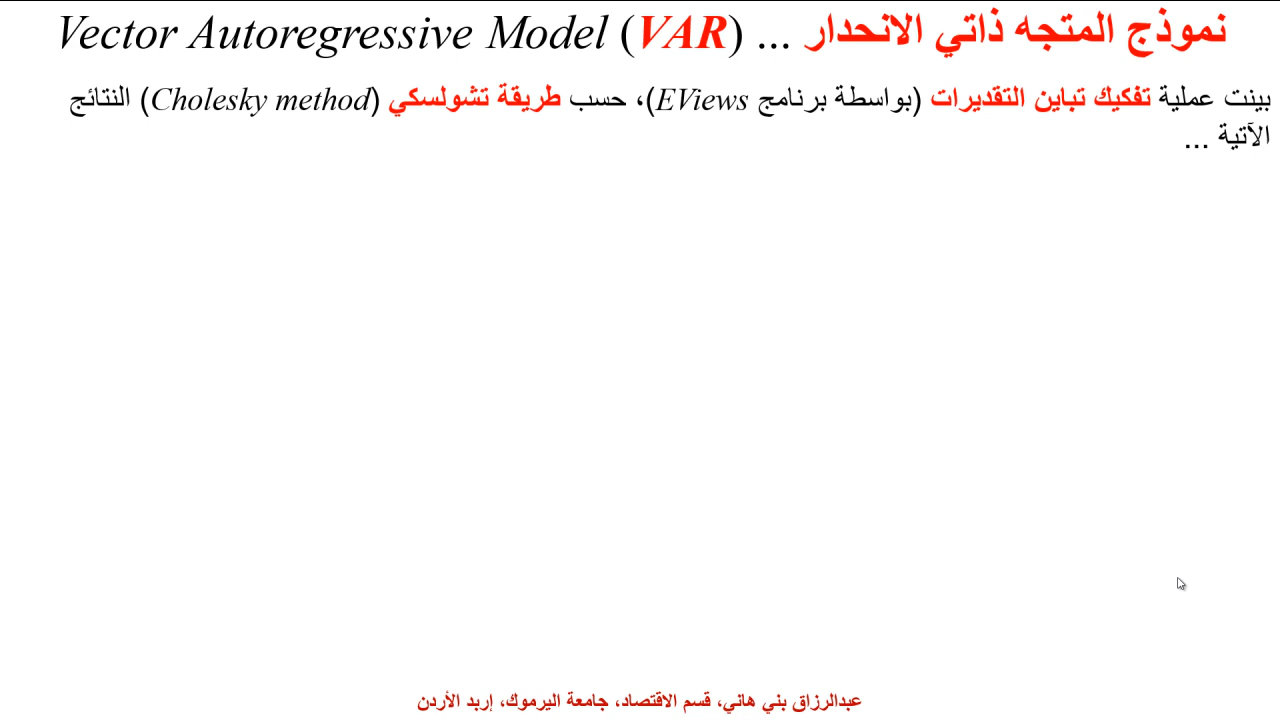 نموذج المتجه ذاتي الانحدار ... Vector Autoregressive Model (VAR)
بينت عملية تفكيك تباين التقديرات (بواسطة برنامج EViews)، حسب طريقة تشولسكي (Cholesky method) النتائج
الآتية ...
عبدالرزاق بني هاني، قسم الاقتصاد، جامعة اليرموك، إربد الأردن